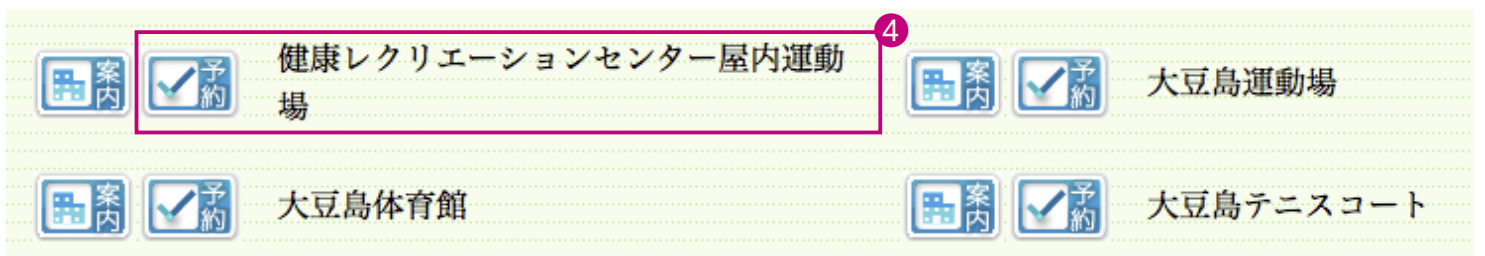 4
案内 予約 健康レクリエーションセンター屋内運動
場
案内 予約 大豆島運動場
案内 予約 大豆島体育館
案内 予約 大豆島テニスコート